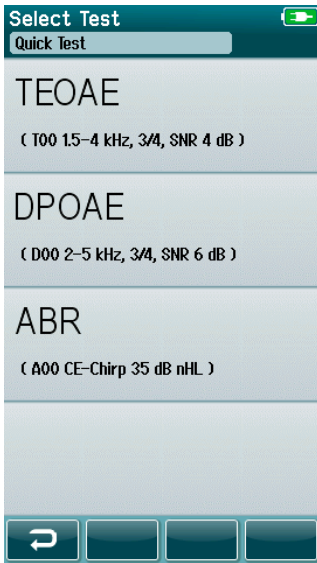 Select Test
Quick Test
TEOAE
( T00 1.5-4 kHz, 3/4, SNR 4 dB )
DPOAE
( D00 2-5 kHz, 3/4, SNR 6 dB )
ABR
( A00 CE-Chirp 35 dB nHL )